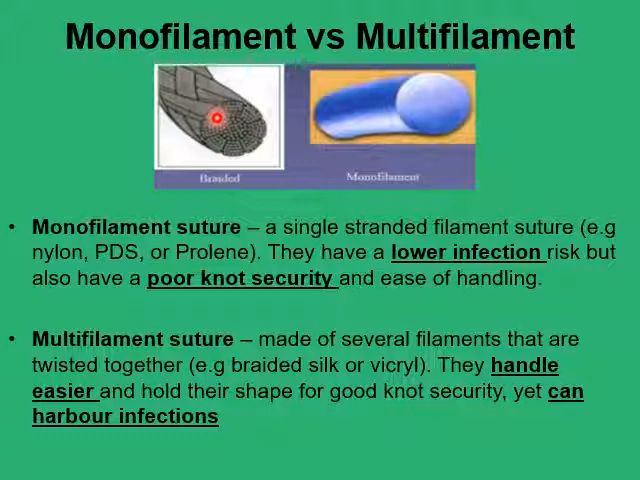 Monofilament vs Multifilament
Braided
Monofilament
• Monofilament suture – a single stranded filament suture (e.g
nylon, PDS, or Prolene). They have a lower infection risk but
also have a poor knot security and ease of handling.
• Multifilament suture – made of several filaments that are
twisted together (e.g braided silk or vicryl). They handle
easier and hold their shape for good knot security, yet can
harbour infections